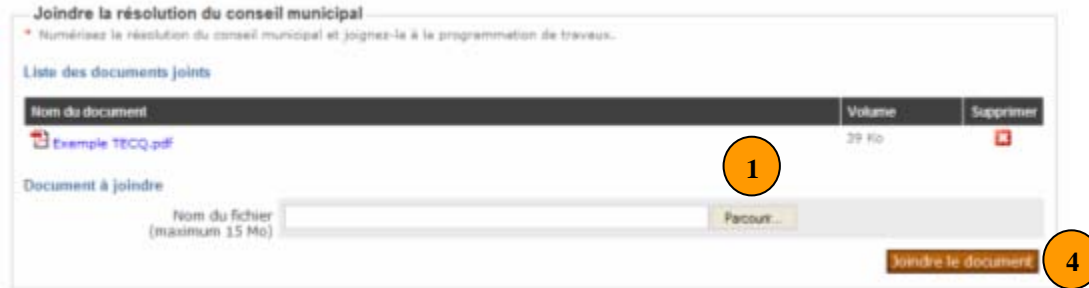 Joindre la résolution du conseil municipal
* Numérisez la résolution du conseil municipal et joignez-la à la programmation de travaux.
Liste des documents joints
Nom du document Volume Supprimer
Exemple TECQ.pdf 39 Ko
1
Document à joindre
Nom du fichier Parcourir...
(maximum 15 Mo)
Joindre le document 4